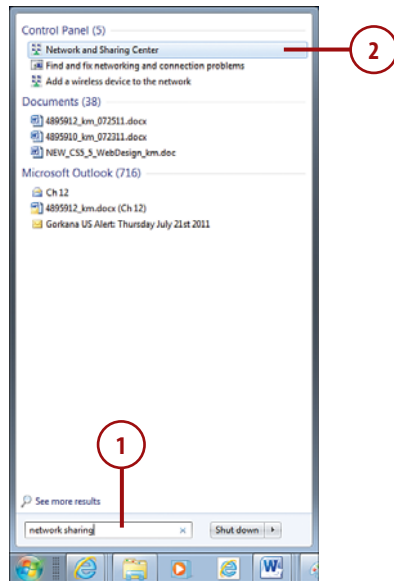 Control Panel (5)
Network and Sharing Center
2
Find and fix networking and connection problems
Add a wireless device to the network
Documents (38)
4895912_km_072511.docx
4895910_km_072311.docx
NEW_CS5_5_WebDesign_km.doc
Microsoft Outlook (716)
Ch 12
4895912_km.docx (Ch 12)
Gorkana US Alert: Thursday July 21st 2011
1
See more results
network sharing
Shut down
W